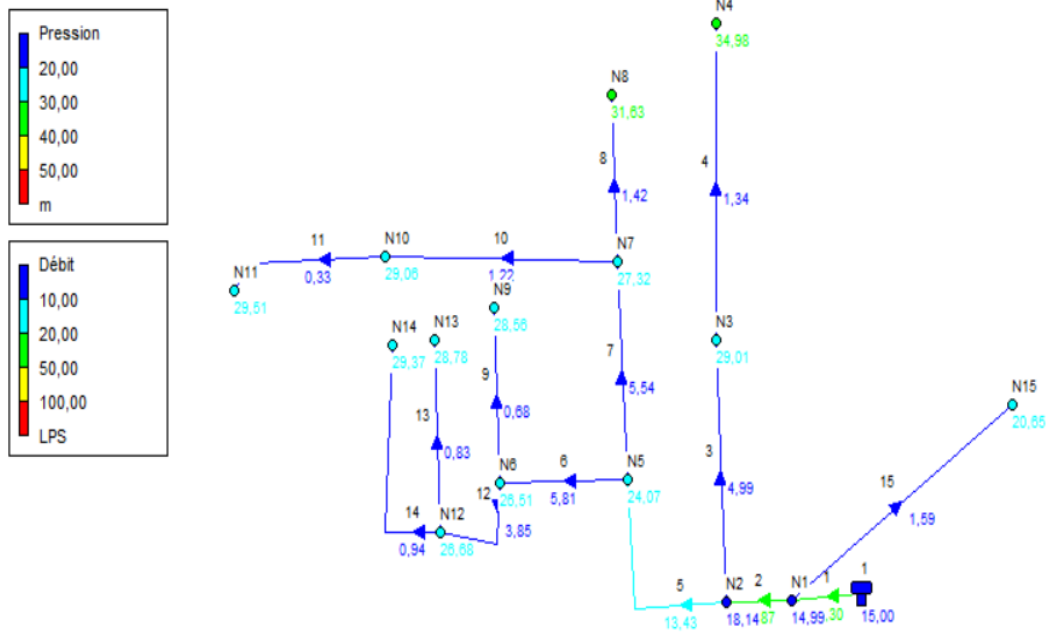 Pression
20,00
30,00
40,00
50,00
m
Débit
10,00
20,00
50,00
100,00
LPS
N4
34,98
N8
31,63
8
1,42
4
1,34
11
N10
10
N7
N11
0,33
29,06
1,22
27,32
29,51
N9
28,56
N14
N13
N3
29,37
28,78
29,01
7
5,54
9
0,68
N15
20,65
13
0,83
N6
6
N5
3
26,51
5,81
24,07
4,99
12
3,85
15
1,59
14
N12
0,94
26,68
5
N2
2
N1
1
1
13,43
18,14
87
14,99
30
15,00